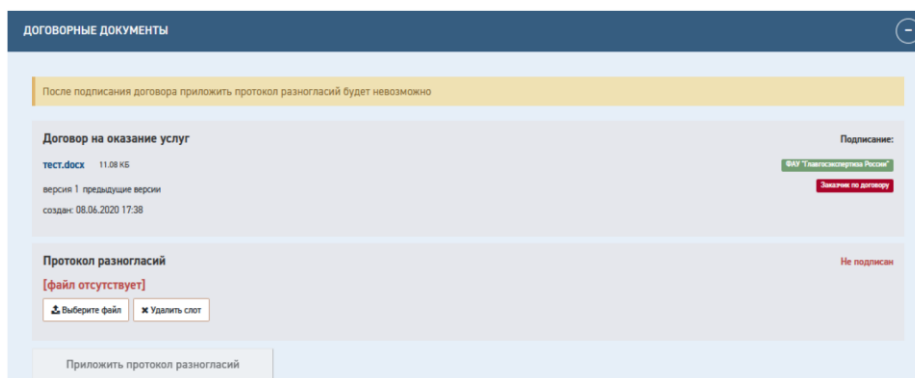 ДОГОВОРНЫЕ ДОКУМЕНТЫ
После подписания договора приложить протокол разногласий будет невозможно
Договор на оказание услуг
Подписание:
тест.docx 11.08 КБ
ФАУ "Главгосэкспертиза России"
версия 1 предыдущие версии
Заказчик по договору
создан: 08.06.2020 17:38
Протокол разногласий
Не подписан
[файл отсутствует]
Выберите файл
Удалить слот
Приложить протокол разногласий